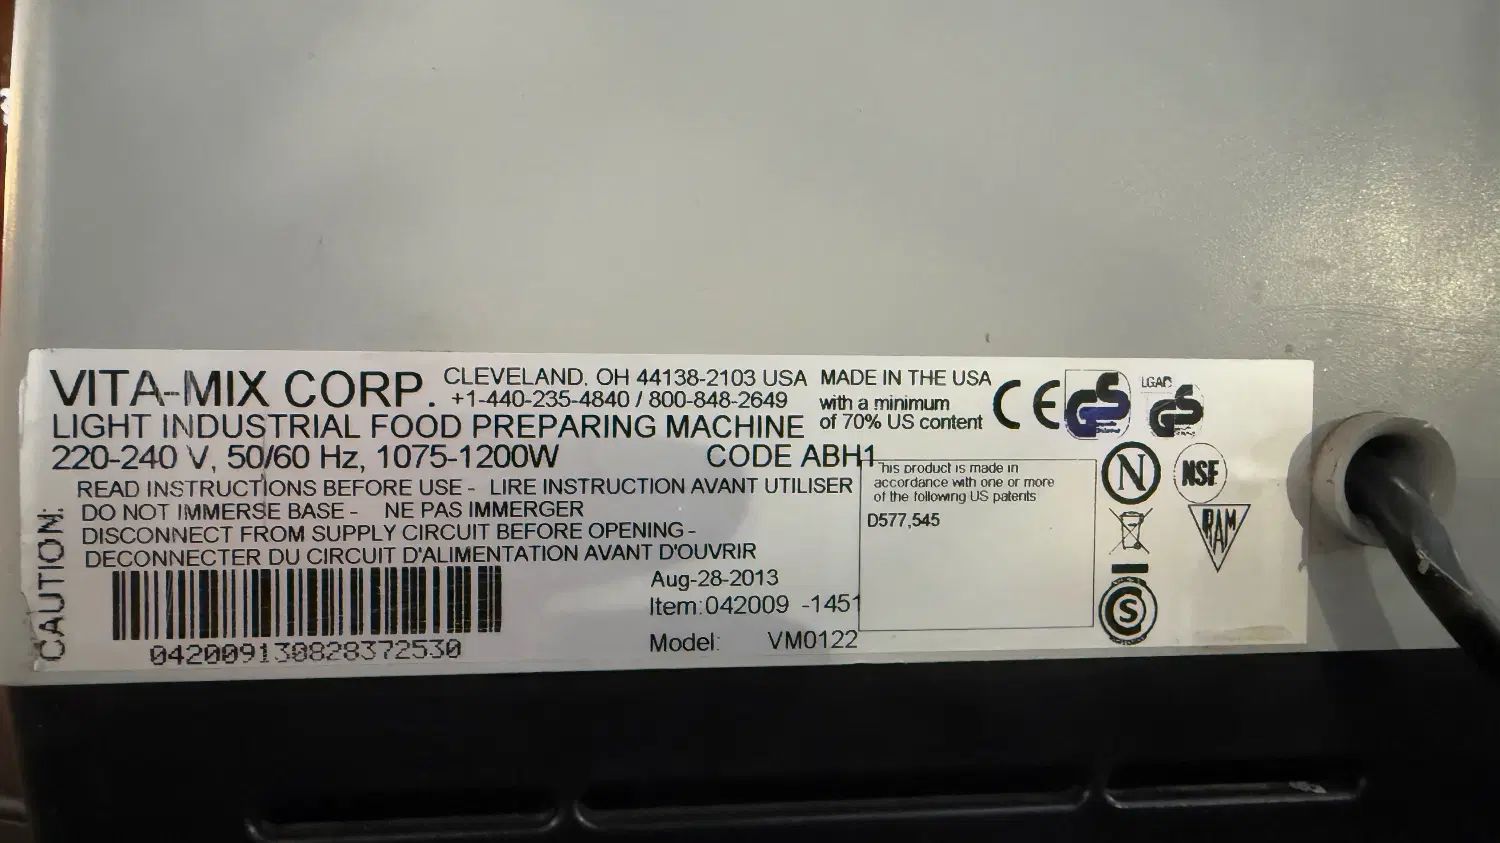 VITA-MIX CORP.
CLEVELAND, OH 44138-2103 USA
+1-440-235-4840 / 800-848-2649
MADE IN THE USA
with a minimum
of 70% US content
LIGHT INDUSTRIAL FOOD PREPARING MACHINE
220-240 V, 50/60 Hz, 1075-1200W
CODE ABH1
CAUTION:
READ INSTRUCTIONS BEFORE USE - LIRE INSTRUCTION AVANT UTILISER
DO NOT IMMERSE BASE - NE PAS IMMERGER
DISCONNECT FROM SUPPLY CIRCUIT BEFORE OPENING -
DECONNECTER DU CIRCUIT D'ALIMENTATION AVANT D'OUVRIR
042009130828372530
Aug-28-2013
Item:042009 -1451
Model: VM0122
This product is made in
accordance with one or more
of the following US patents
D577,545
CE
GS
LGAD
GS
N
NSF
RAM
S